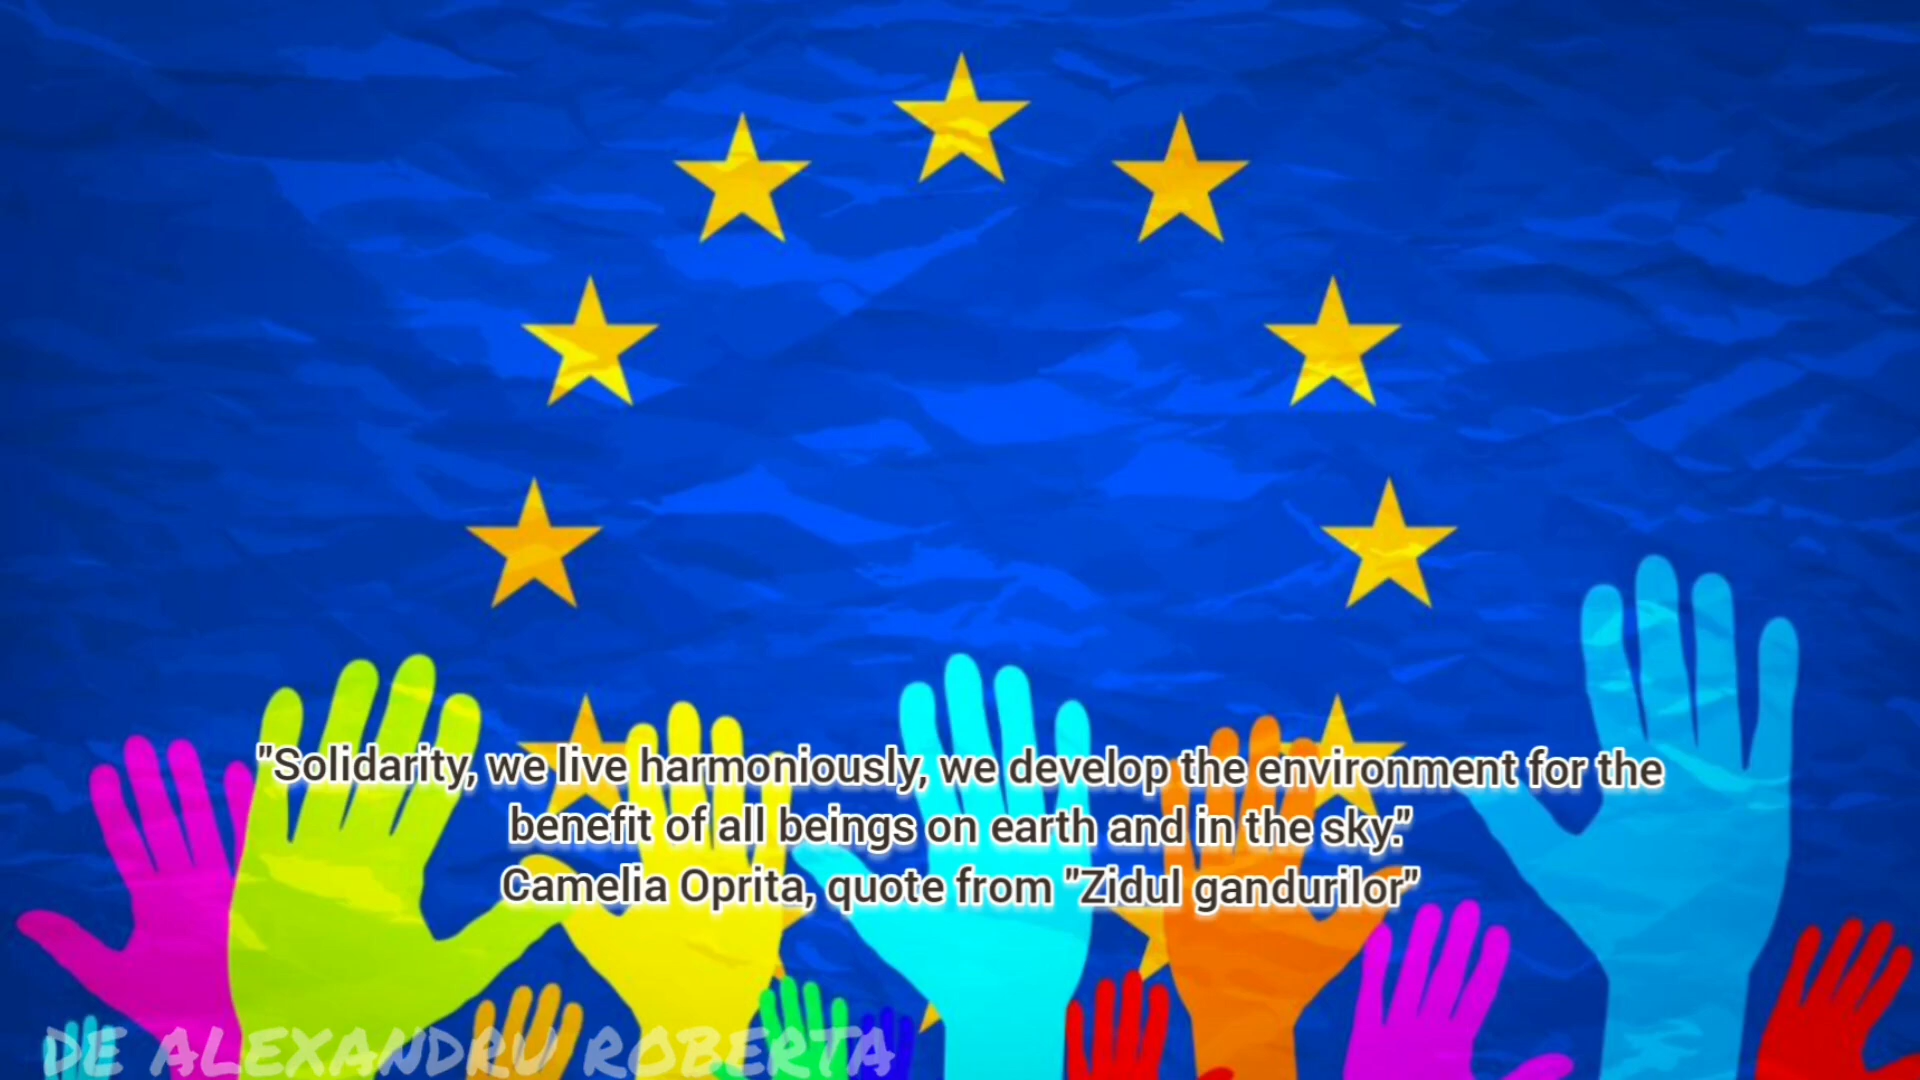 "Solidarity, we live harmoniously, we develop the environment for the
benefit of all beings on earth and in the sky."
Camelia Oprita, quote from "Zidul gandurilor"
DE ALEXANDRU ROBERTA